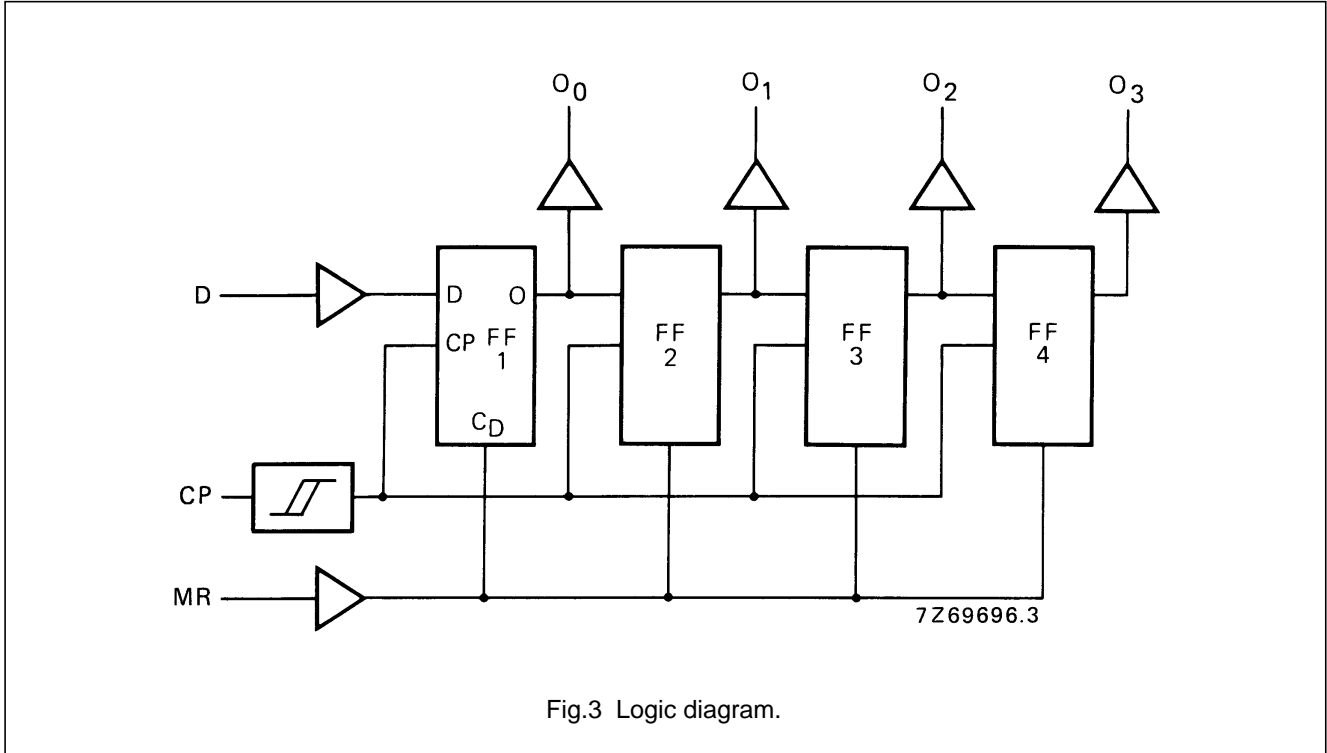 O0 O1 O2 O3
D
D O
CP FF 1
CD
FF 2
FF 3
FF 4
CP
MR
7Z69696.3
Fig.3 Logic diagram.